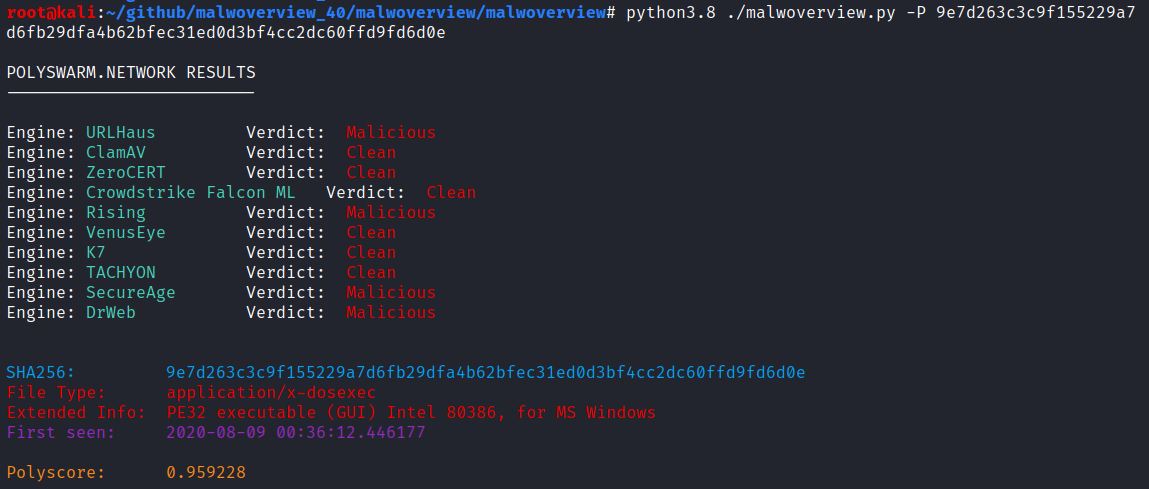 root@kali:~/github/malwoverview_40/malwoverview/malwoverview# python3.8 ./malwoverview.py -P 9e7d263c3c9f155229a7
d6fb29dfa4b62bfec31ed0d3bf4cc2dc60ffd9fd6d0e
POLYSWARM.NETWORK RESULTS
-------------------------
Engine: URLHaus Verdict: Malicious
Engine: ClamAV Verdict: Clean
Engine: ZeroCERT Verdict: Clean
Engine: Crowdstrike Falcon ML Verdict: Clean
Engine: Rising Verdict: Malicious
Engine: VenusEye Verdict: Clean
Engine: K7 Verdict: Clean
Engine: TACHYON Verdict: Clean
Engine: SecureAge Verdict: Malicious
Engine: DrWeb Verdict: Malicious
SHA256: 9e7d263c3c9f155229a7d6fb29dfa4b62bfec31ed0d3bf4cc2dc60ffd9fd6d0e
File Type: application/x-dosexec
Extended Info: PE32 executable (GUI) Intel 80386, for MS Windows
First seen: 2020-08-09 00:36:12.446177
Polyscore: 0.959228